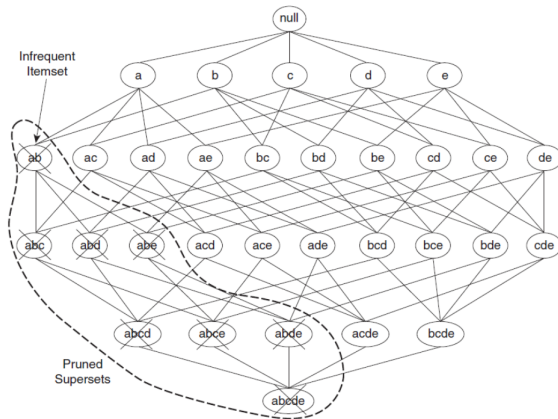 null
Infrequent
Itemset
a b c d e
ab ac ad ae bc bd be cd ce de
abc abd abe acd ace ade bcd bce bde cde
abcd abce abde acde bcde
Pruned
Supersets
abcde